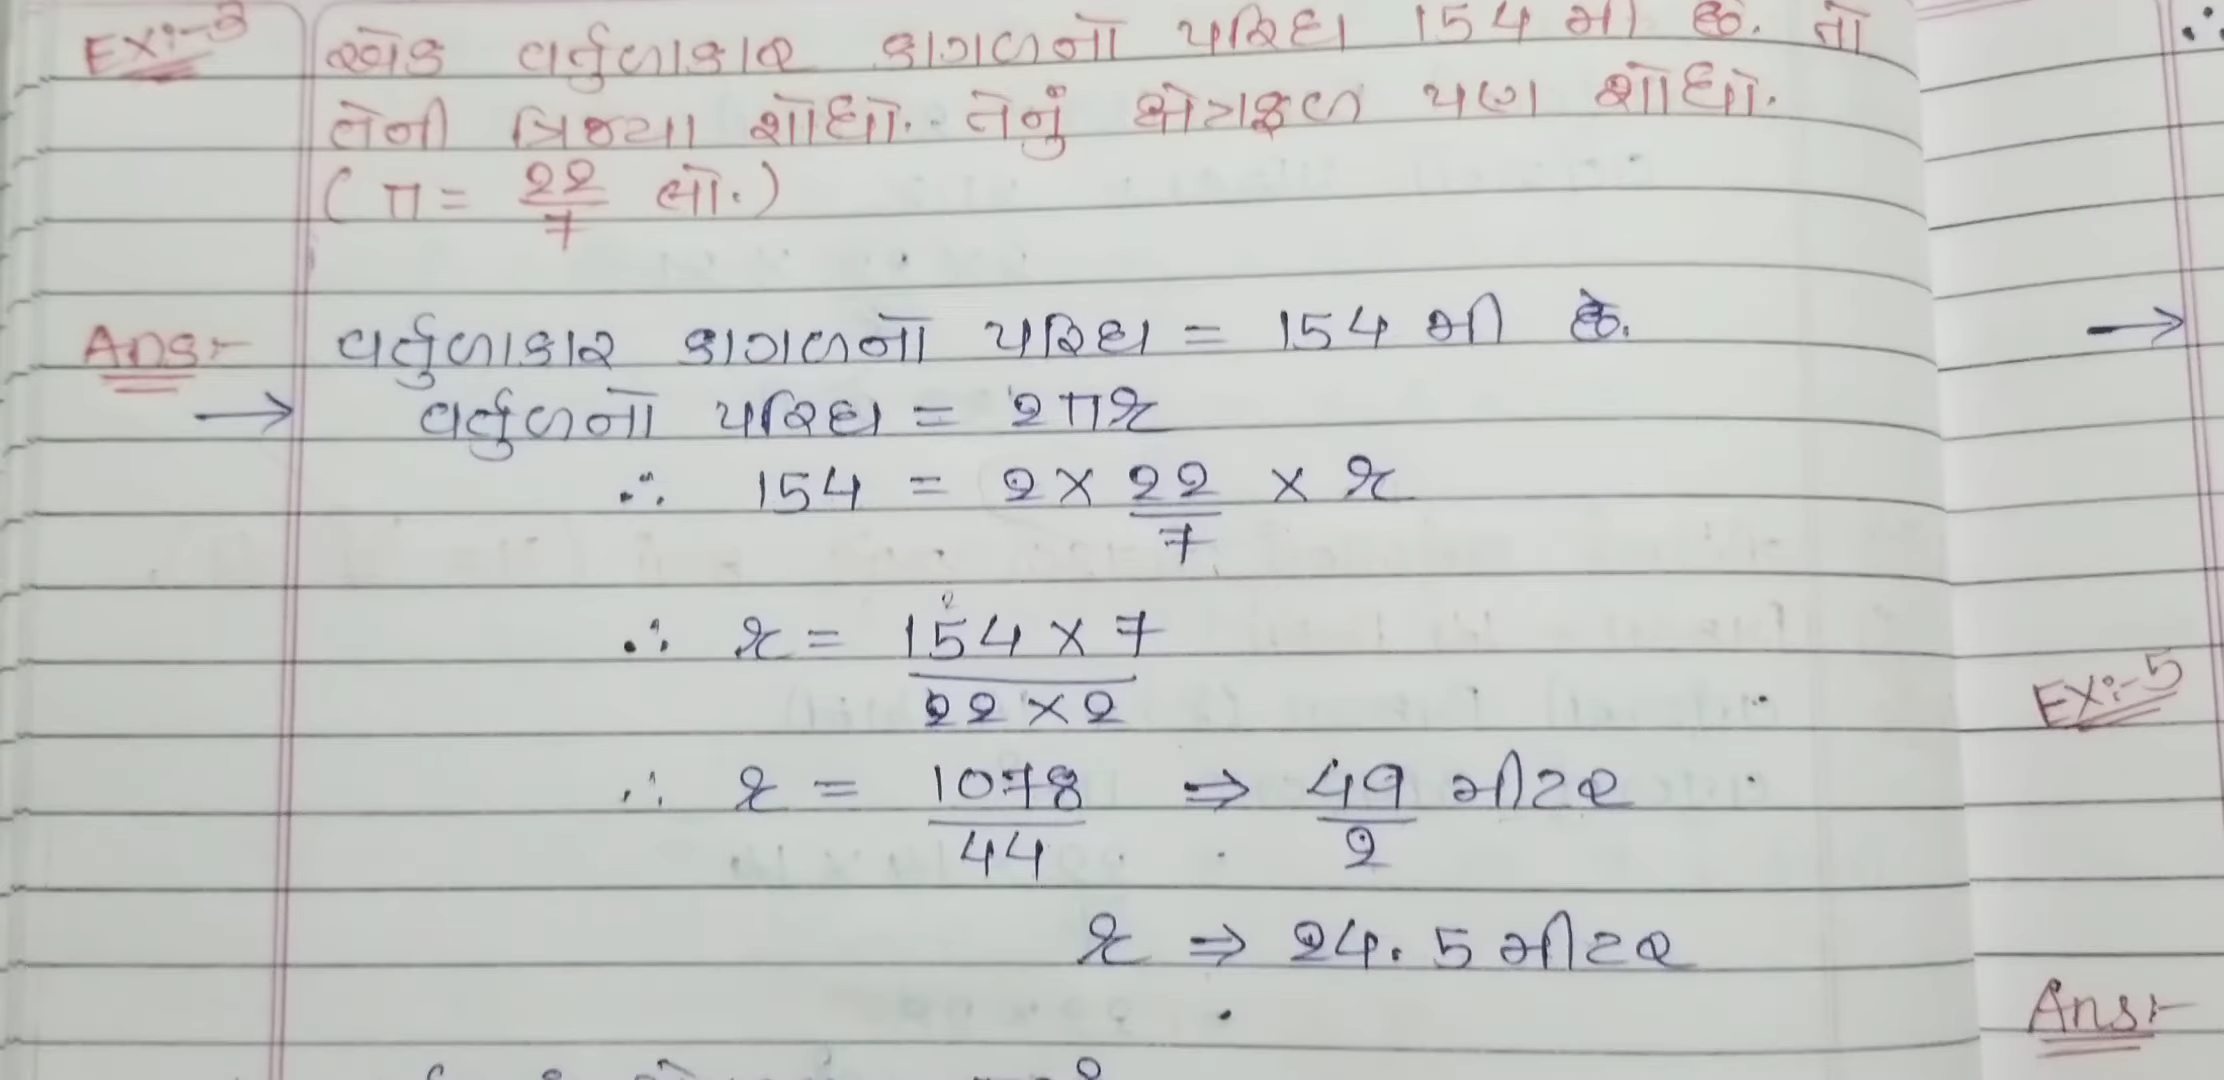 Ex:-3 એક વર્તુળાકાર કાગળનો પરિઘ 154 મી છે. તો
તેની ત્રિજ્યા શોધો. તેનું ક્ષેત્રફળ પણ શોધો.
(π = 22/7 લો.)
Ans:- વર્તુળાકાર કાગળનો પરિઘ = 154 મી છે.
→ વર્તુળનો પરિઘ = 2πr
∴ 154 = 2 × 22/7 × r
∴ r = 154 × 7 / 22 × 2
∴ r = 1078/44 ⇒ 49/2 મીટર
r ⇒ 24.5 મીટર
∴
→
Ex:-5
Ans:-